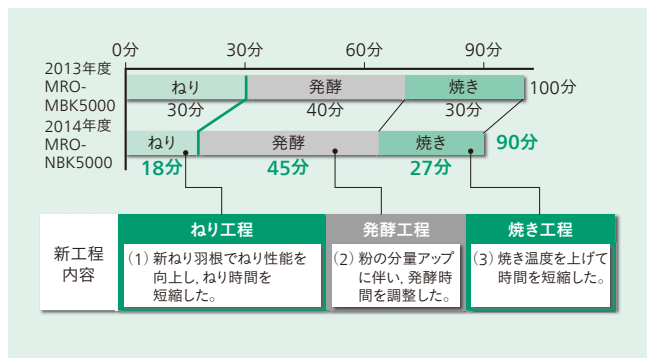 0分 30分 60分 90分
2013年度
MRO-
MBK5000
ねり 発酵 焼き
30分 40分 30分
100分
2014年度
MRO-
NBK5000
ねり 発酵 焼き
18分 45分 27分
90分
新工程
内容
ねり工程
(1)新ねり羽根でねり性能を
向上し,ねり時間を
短縮した。
発酵工程
(2)粉の分量アップ
に伴い,発酵時
間を調整した。
焼き工程
(3)焼き温度を上げて
時間を短縮した。